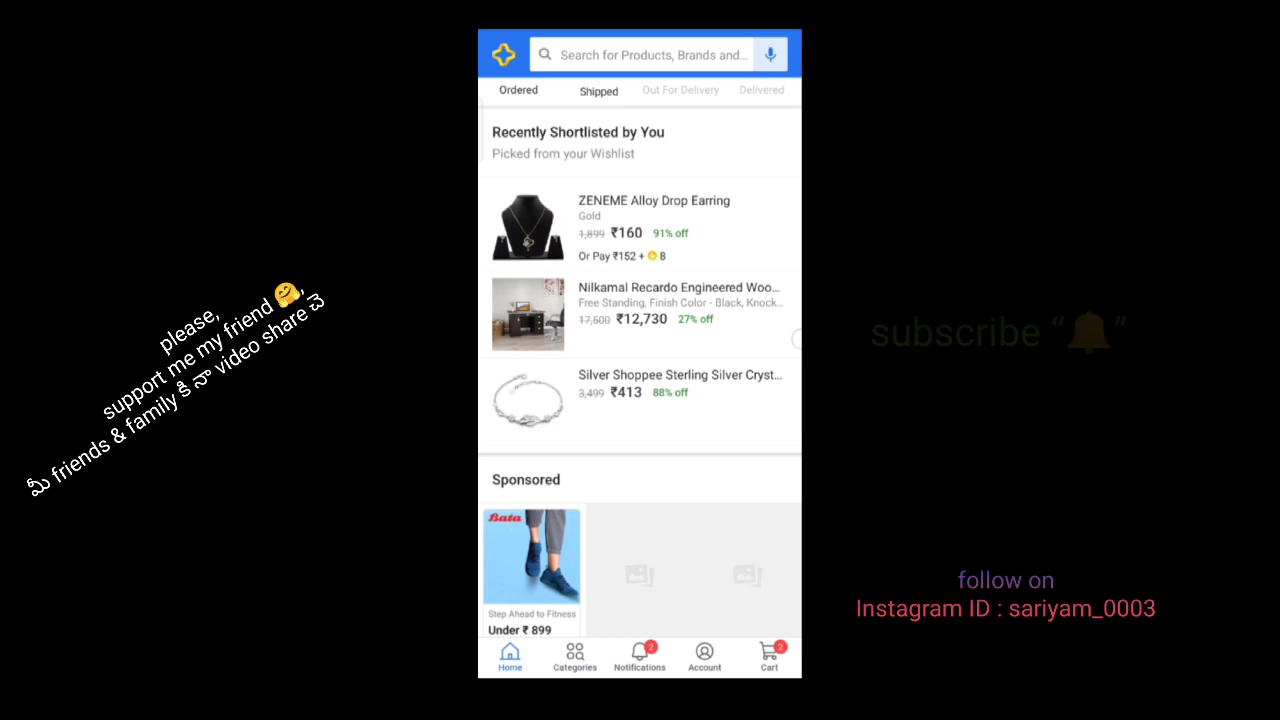 Search for Products, Brands and...
Ordered Shipped Out For Delivery Delivered
Recently Shortlisted by You
Picked from your Wishlist
ZENEME Alloy Drop Earring
Gold
1,899 ₹160 91% off
Or Pay ₹152 + 8
Nilkamal Recardo Engineered Woo...
Free Standing, Finish Color - Black, Knock...
17,500 ₹12,730 27% off
Silver Shoppee Sterling Silver Cryst...
3,499 ₹413 88% off
Sponsored
Bata
Step Ahead to Fitness
Under ₹ 899
Home Categories Notifications 2 Account Cart 2
please,
support me my friend 🤗,
మీ friends & family కి నా video share చె
subscribe “🔔”
follow on
Instagram ID : sariyam_0003